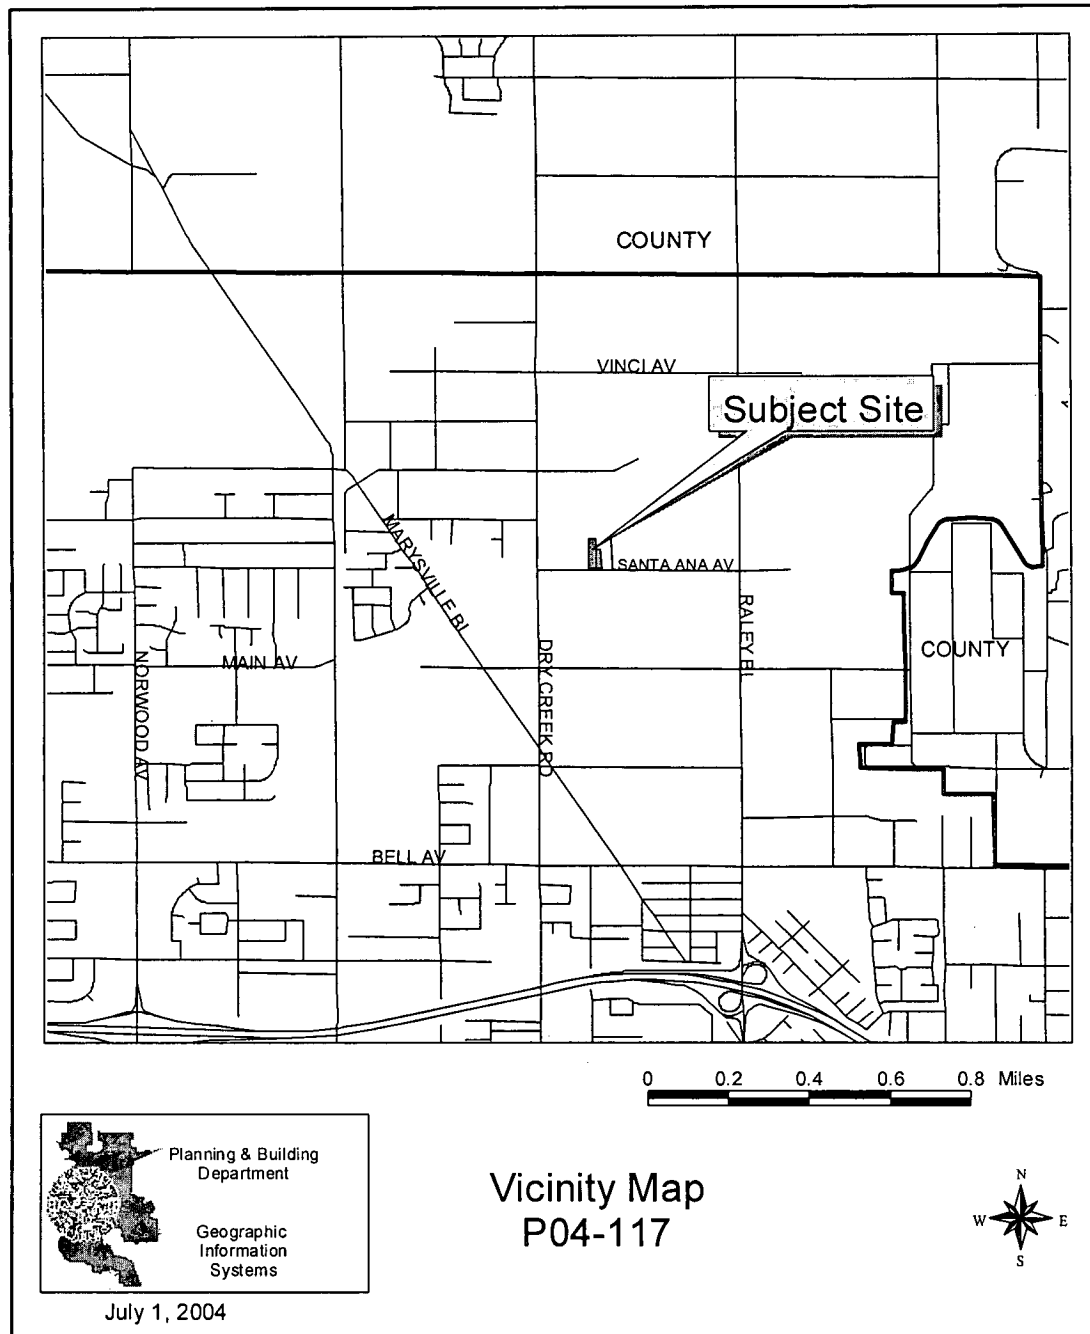 COUNTY
VINCI AV
Subject Site
MARYSVILLE BL
SANTA ANA AV
RALEY BL
COUNTY
MAIN AV
NORWOOD AV
DRY CREEK RD
BELL AV
0 0.2 0.4 0.6 0.8 Miles
Planning & Building
Department
Geographic
Information
Systems
Vicinity Map
P04-117
N
W E
S
July 1, 2004